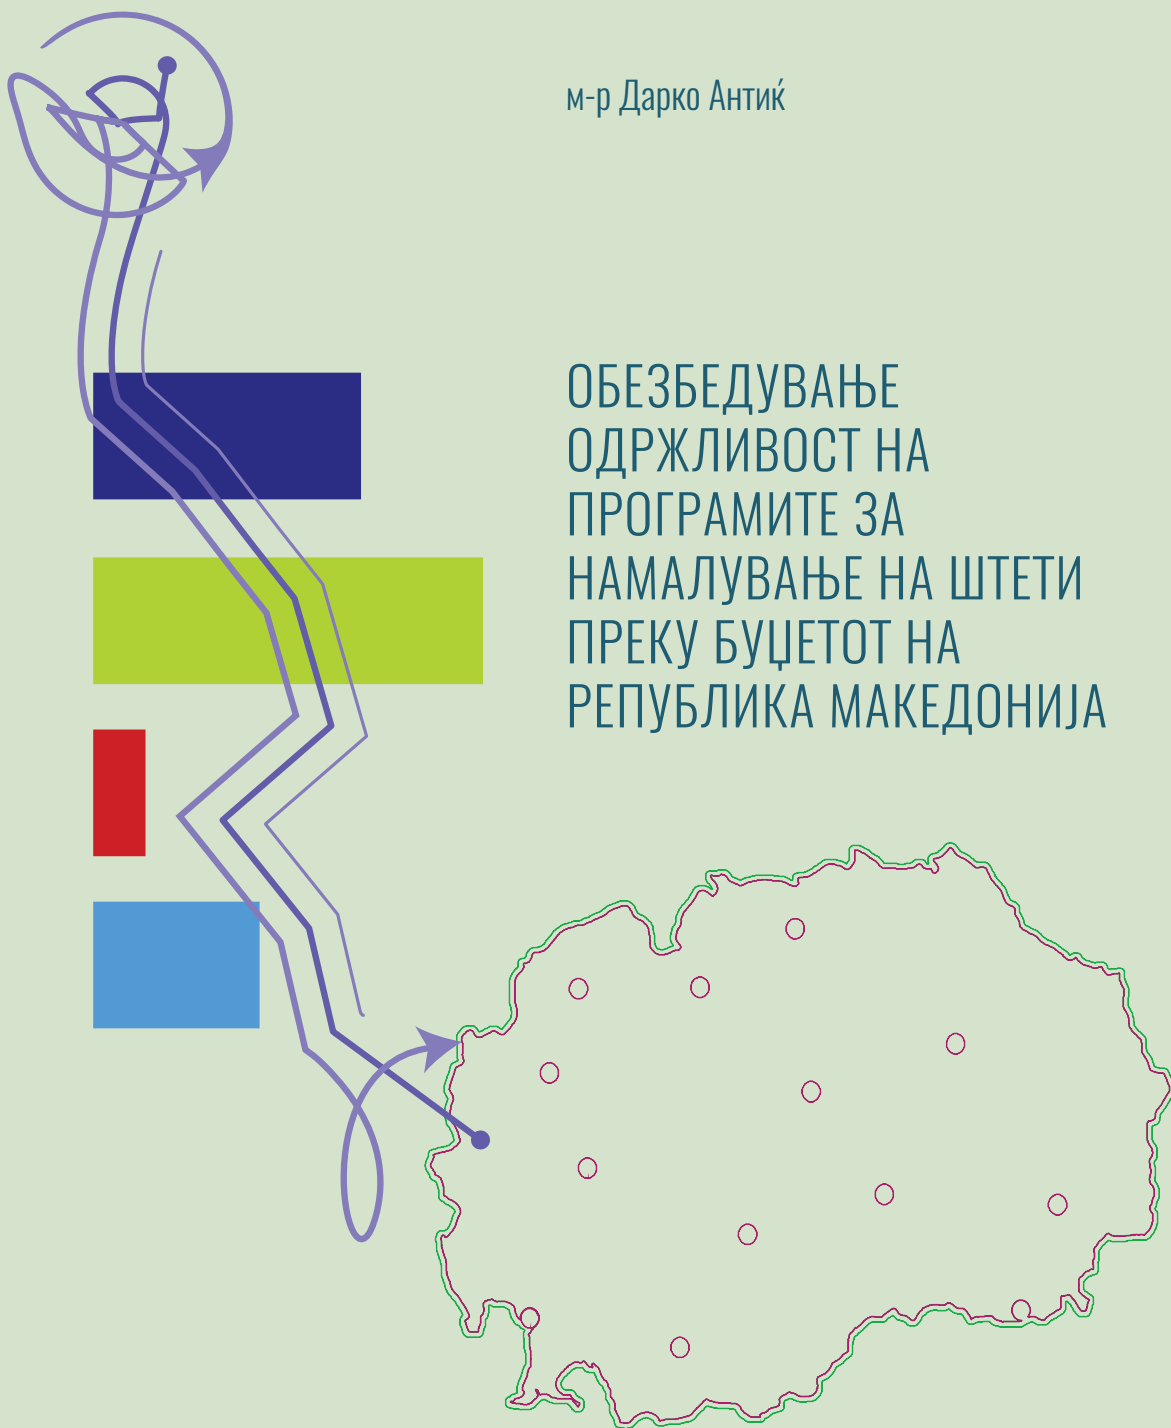 м-р Дарко Антиќ
ОБЕЗБЕДУВАЊЕ
ОДРЖЛИВОСТ НА
ПРОГРАМИТЕ ЗА
НАМАЛУВАЊЕ НА ШТЕТИ
ПРЕКУ БУЏЕТОТ НА
РЕПУБЛИКА МАКЕДОНИЈА